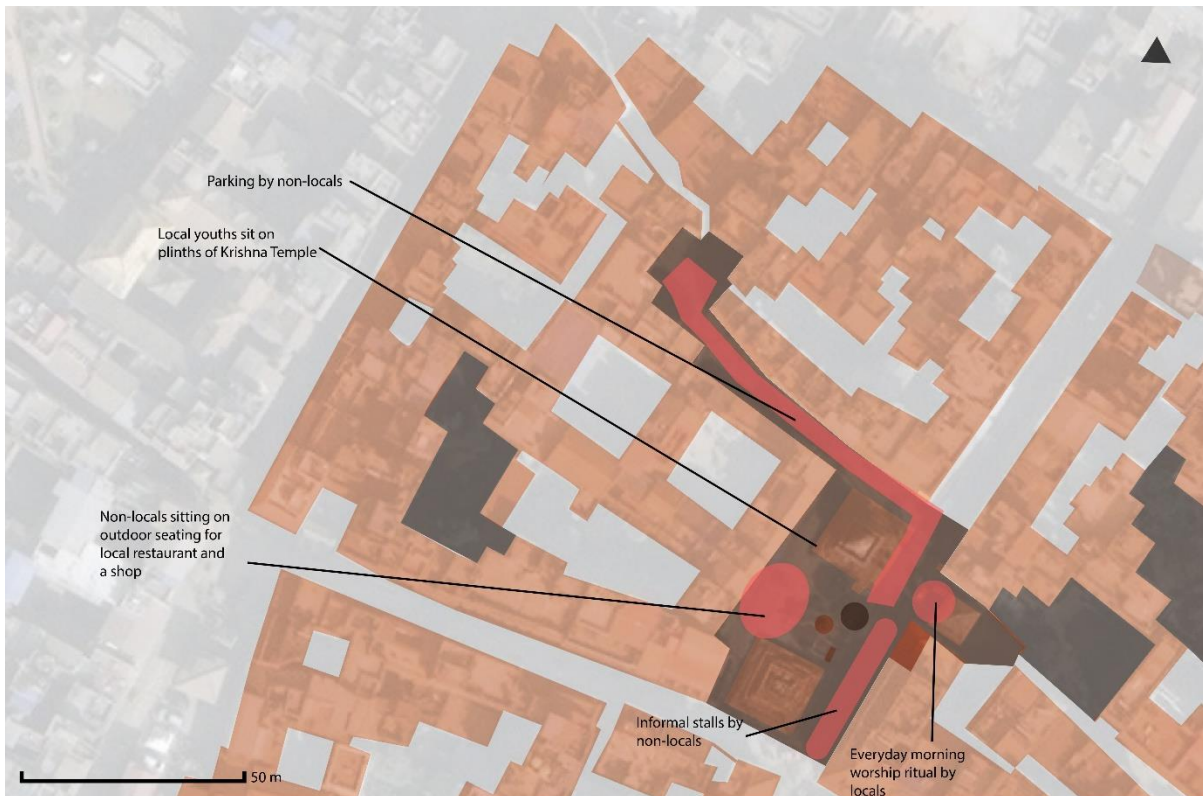 Parking by non-locals
Local youths sit on
plinths of Krishna Temple
Non-locals sitting on
outdoor seating for
local restaurant and
a shop
Informal stalls by
non-locals
Everyday morning
worship ritual by
locals
50 m